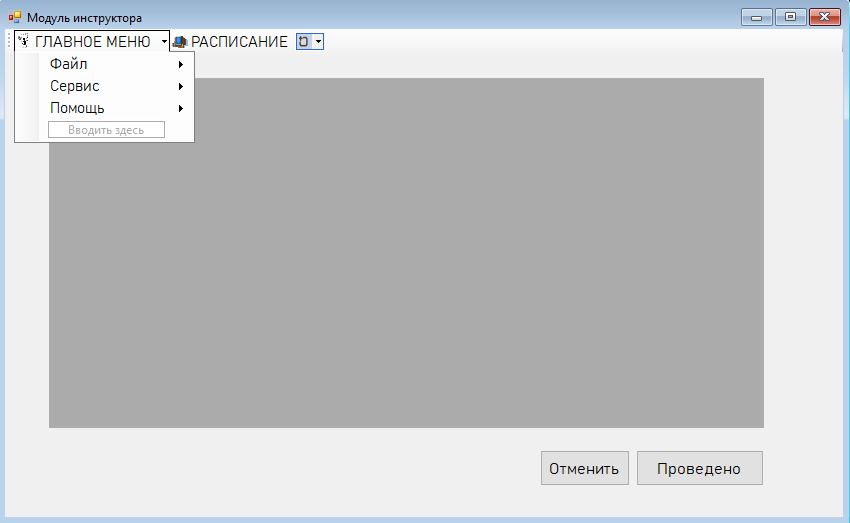 Модуль инструктора
ГЛАВНОЕ МЕНЮ РАСПИСАНИЕ
Файл
Сервис
Помощь
Вводить здесь
Отменить Проведено